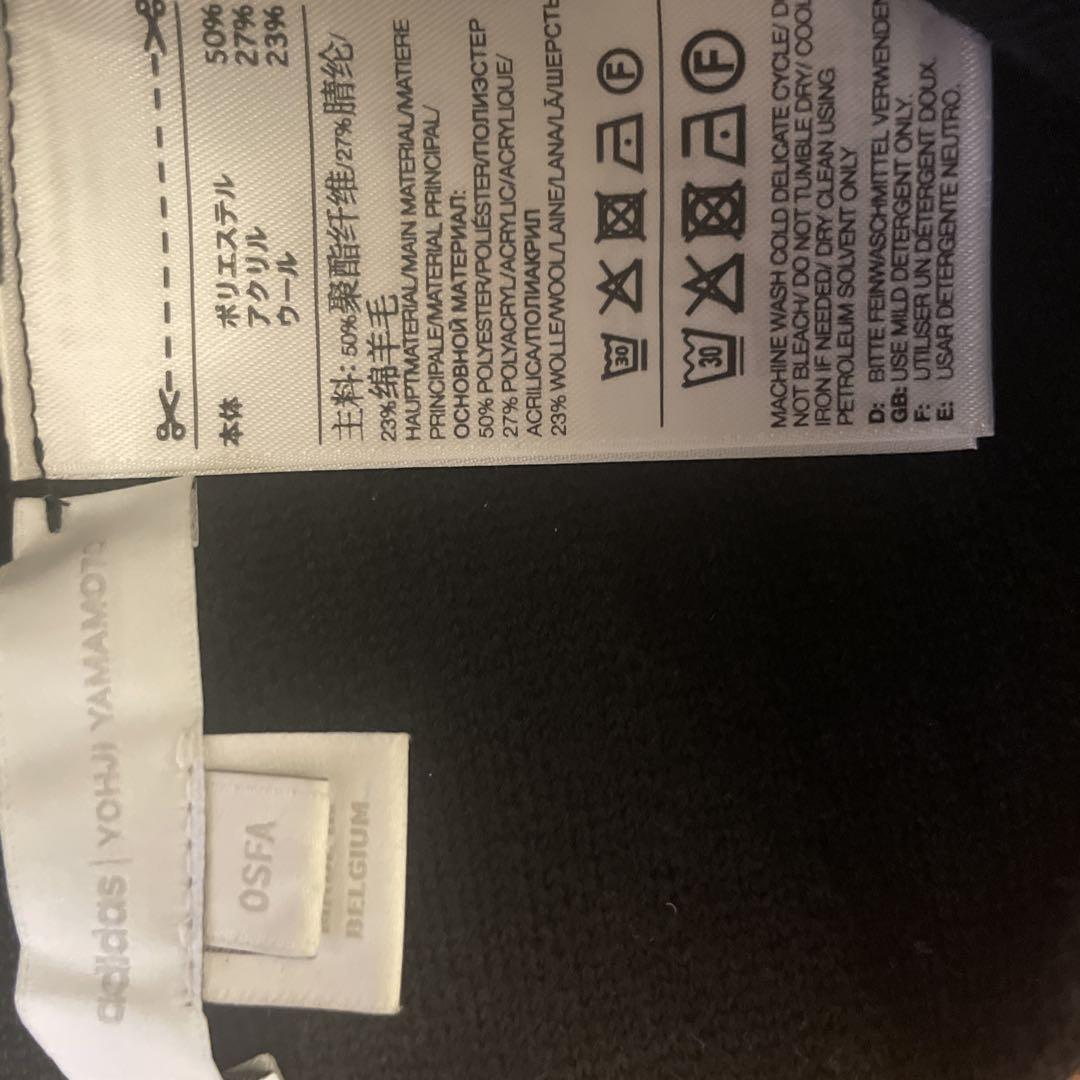 本体 ポリエステル 50%
アクリル 27%
ウール 23%
主料: 50%聚酯纤维/27%腈纶/
23%绵羊毛
HAUPTMATERIAL/MAIN MATERIAL/MATIERE
PRINCIPALE/MATERIAL PRINCIPAL/
ОСНОВНОЙ МАТЕРИАЛ:
50% POLYESTER/POLIÉSTER/ПОЛИЭСТЕР
27% POLYACRYL/ACRYLIC/ACRYLIQUE/
ACRILICA/ПОЛИАКРИЛ
23% WOLLE/WOOL/LAINE/LANA/LÃ/ШЕРСТЬ
30 F
30 F
MACHINE WASH COLD DELICATE CYCLE/
NOT BLEACH/ DO NOT TUMBLE DRY/ COOL
IRON IF NEEDED/ DRY CLEAN USING
PETROLEUM SOLVENT ONLY
D: BITTE FEINWASCHMITTEL VERWENDEN
GB: USE MILD DETERGENT ONLY.
F: UTILISER UN DÉTERGENT DOUX.
E: USAR DETERGENTE NEUTRO.
adidas | YOHJI YAMAMOTO
OSFA
BELGIUM